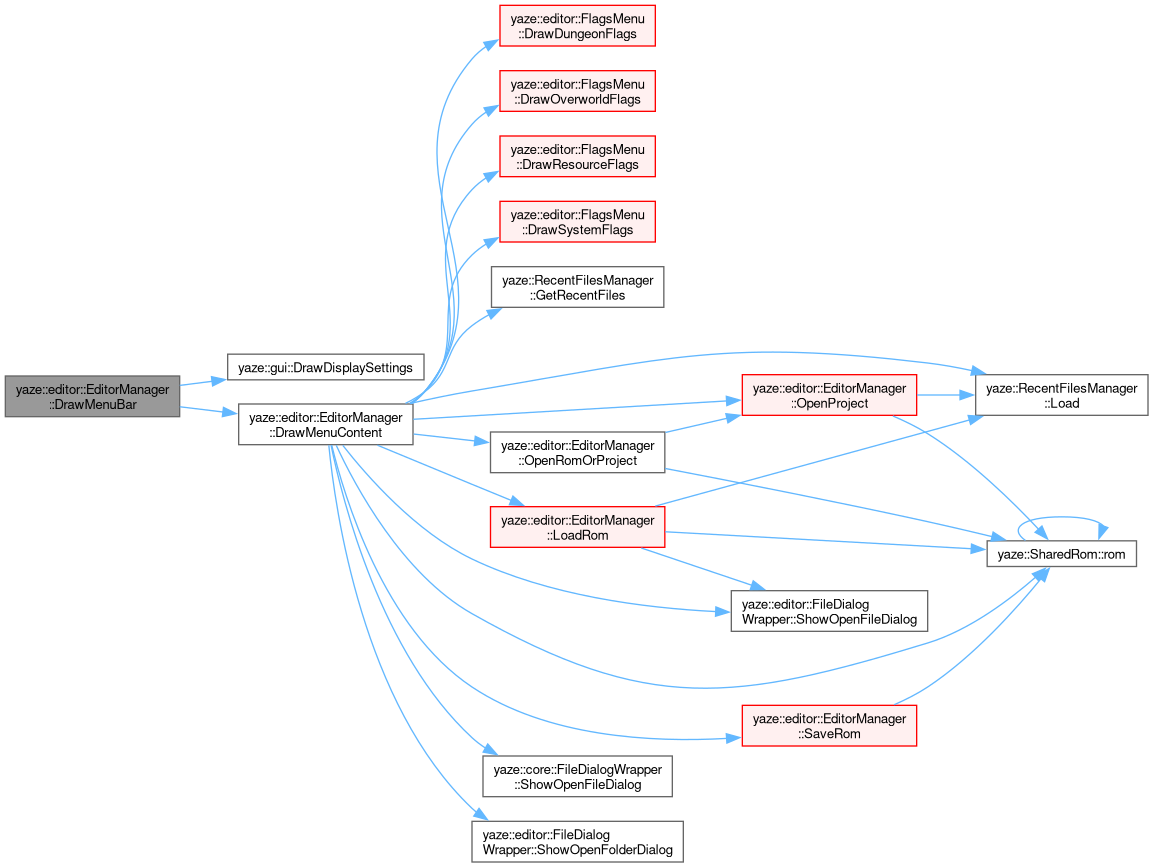 yaze::editor::FlagsMenu
::DrawDungeonFlags
yaze::editor::FlagsMenu
::DrawOverworldFlags
yaze::editor::FlagsMenu
::DrawResourceFlags
yaze::editor::FlagsMenu
::DrawSystemFlags
yaze::RecentFilesManager
::GetRecentFiles
yaze::gui::DrawDisplaySettings
yaze::editor::EditorManager
::DrawMenuBar
yaze::editor::EditorManager
::DrawMenuContent
yaze::editor::EditorManager
::OpenProject
yaze::RecentFilesManager
::Load
yaze::editor::EditorManager
::OpenRomOrProject
yaze::editor::EditorManager
::LoadRom
yaze::SharedRom::rom
yaze::editor::FileDialog
Wrapper::ShowOpenFileDialog
yaze::editor::EditorManager
::SaveRom
yaze::core::FileDialogWrapper
::ShowOpenFileDialog
yaze::editor::FileDialog
Wrapper::ShowOpenFolderDialog